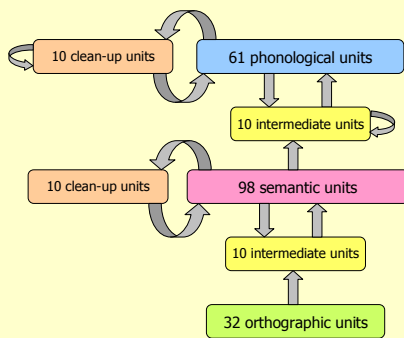 10 clean-up units
61 phonological units
10 intermediate units
10 clean-up units
98 semantic units
10 intermediate units
32 orthographic units